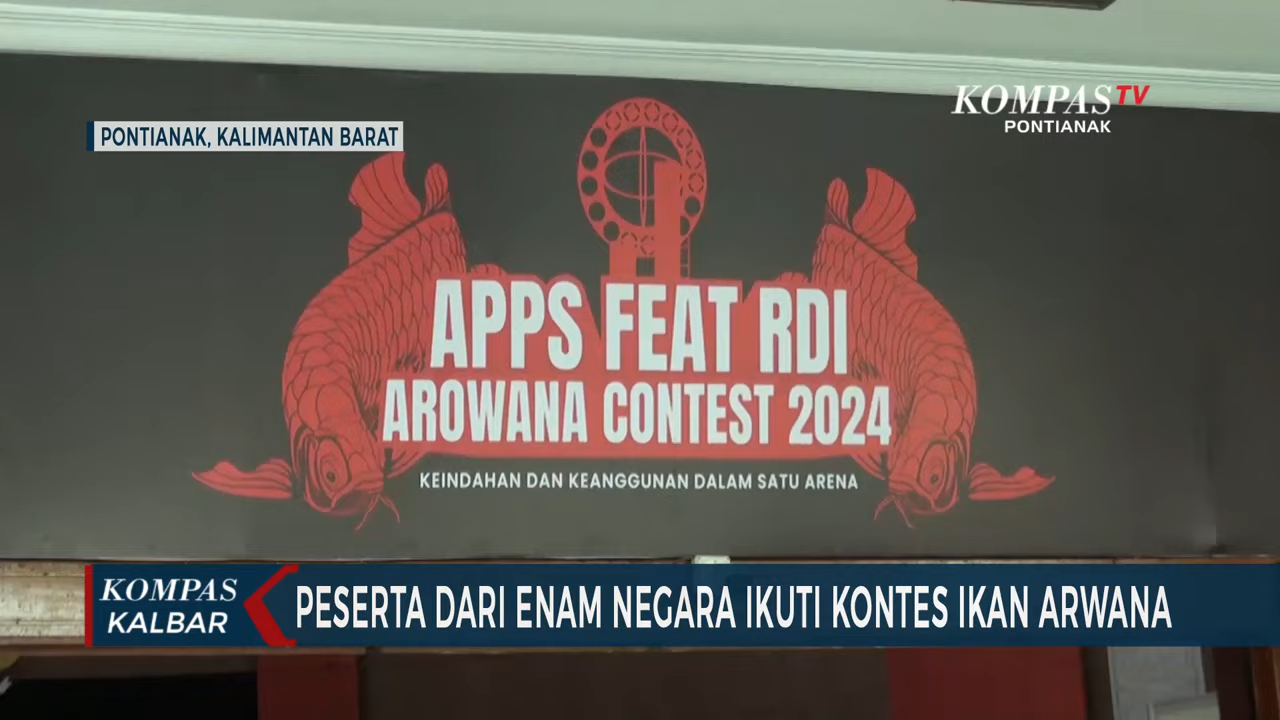 KOMPAS TV
PONTIANAK
PONTIANAK, KALIMANTAN BARAT
APPS FEAT RDI
AROWANA CONTEST 2024
KEINDAHAN DAN KEANGGUNAN DALAM SATU ARENA
KOMPAS
KALBAR
PESERTA DARI ENAM NEGARA IKUTI KONTES IKAN ARWANA